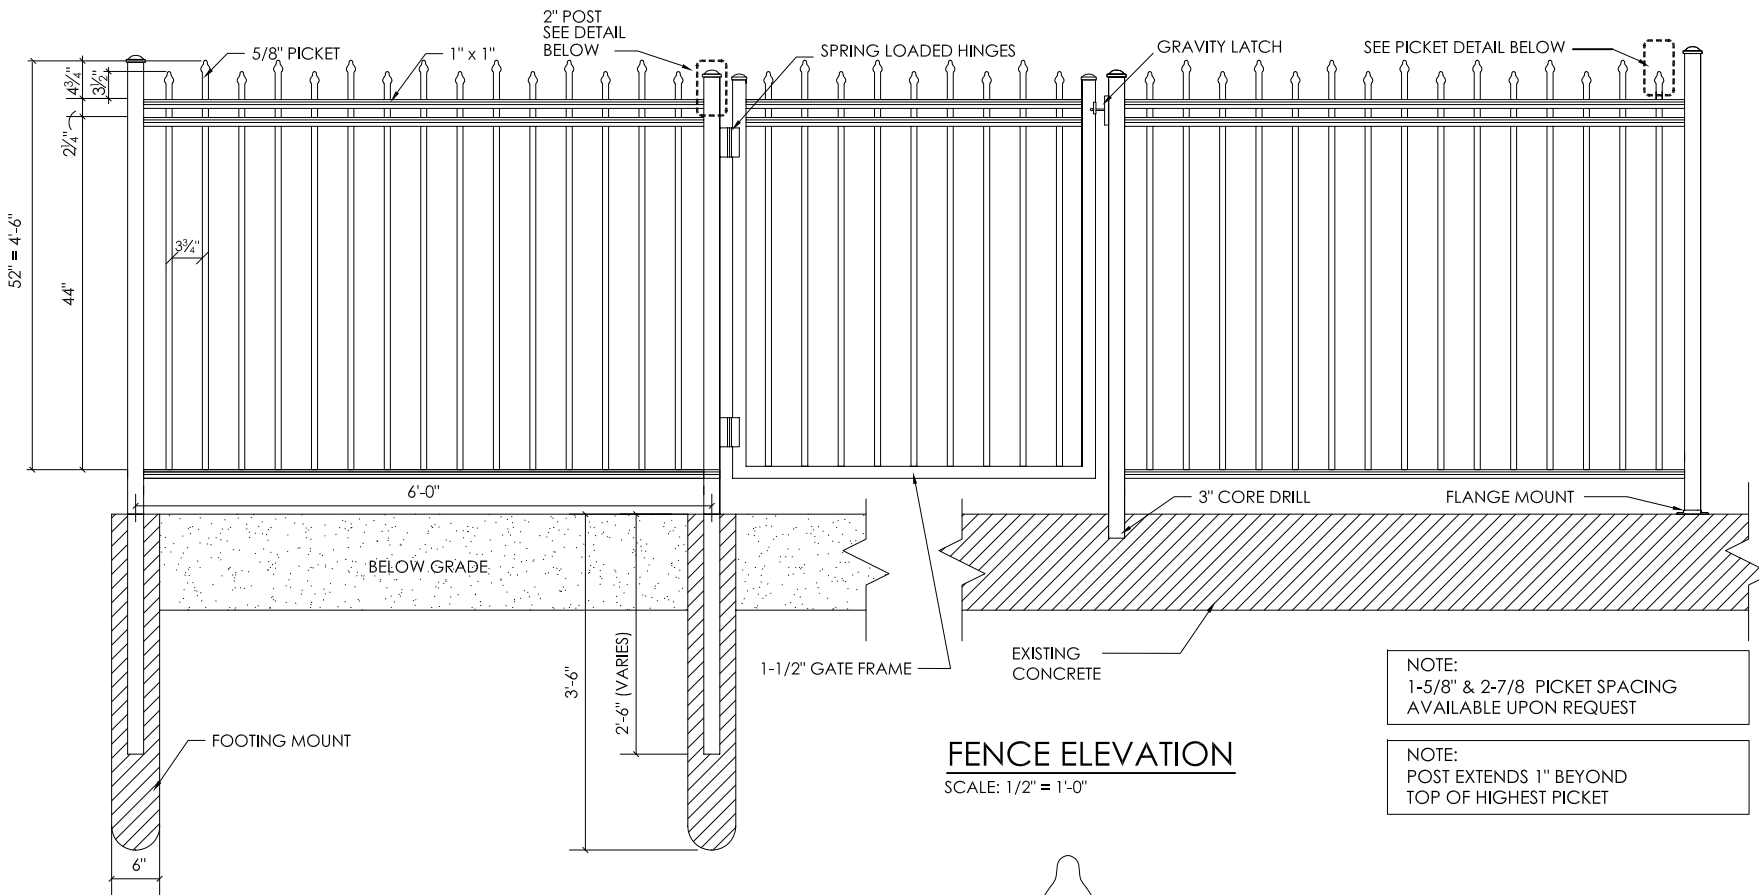 2" POST
SEE DETAIL
BELOW
5/8" PICKET
1" x 1"
SPRING LOADED HINGES
GRAVITY LATCH
SEE PICKET DETAIL BELOW
4¾"
3½"
2¼"
52" = 4'-6"
44"
3¾"
6'-0"
3" CORE DRILL
FLANGE MOUNT
BELOW GRADE
2'-6" (VARIES)
3'-6"
1-1/2" GATE FRAME
EXISTING
CONCRETE
FOOTING MOUNT
6"
FENCE ELEVATION
SCALE: 1/2" = 1'-0"
NOTE:
1-5/8" & 2-7/8 PICKET SPACING
AVAILABLE UPON REQUEST
NOTE:
POST EXTENDS 1" BEYOND
TOP OF HIGHEST PICKET